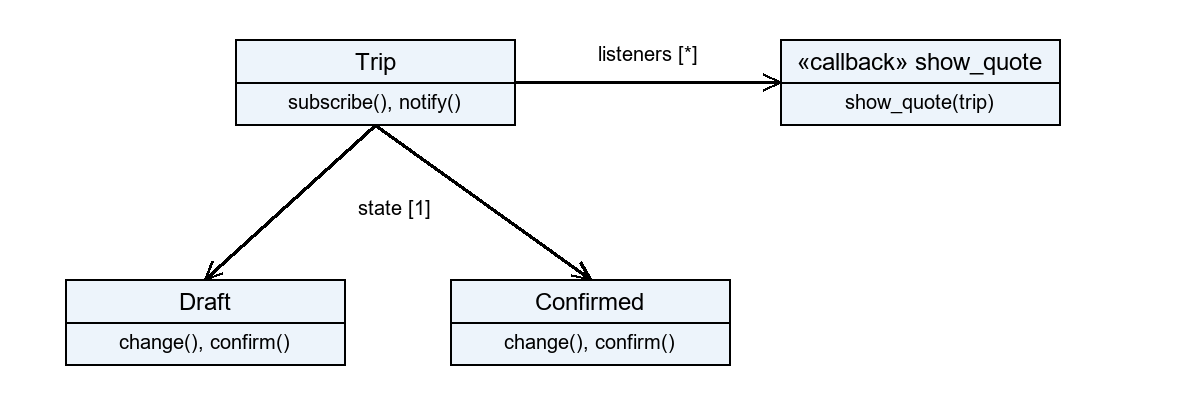 Trip
subscribe(), notify()
listeners [*]
«callback» show_quote
show_quote(trip)
state [1]
Draft
change(), confirm()
Confirmed
change(), confirm()